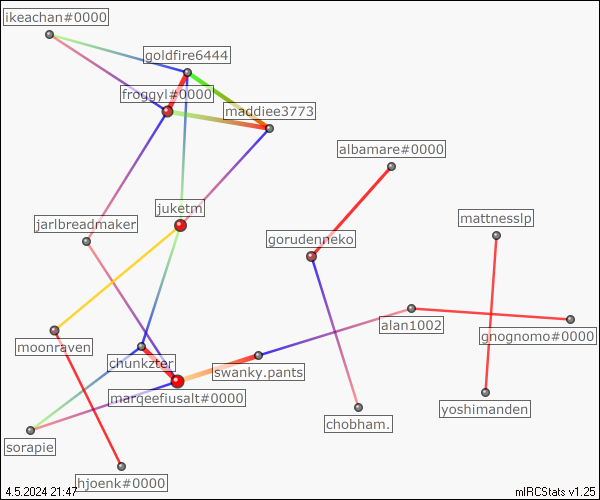 ikeachan#0000
goldfire6444
froggyl#0000
maddiee3773
albamare#0000
juketm
mattnesslp
jarlbreadmaker
gorudenneko
alan1002
gnognomo#0000
moonraven
chunkzter
swanky.pants
marqeefiusalt#0000
yoshimanden
chobham.
sorapie
hjoenk#0000
4.5.2024 21:47
mIRCStats v1.25